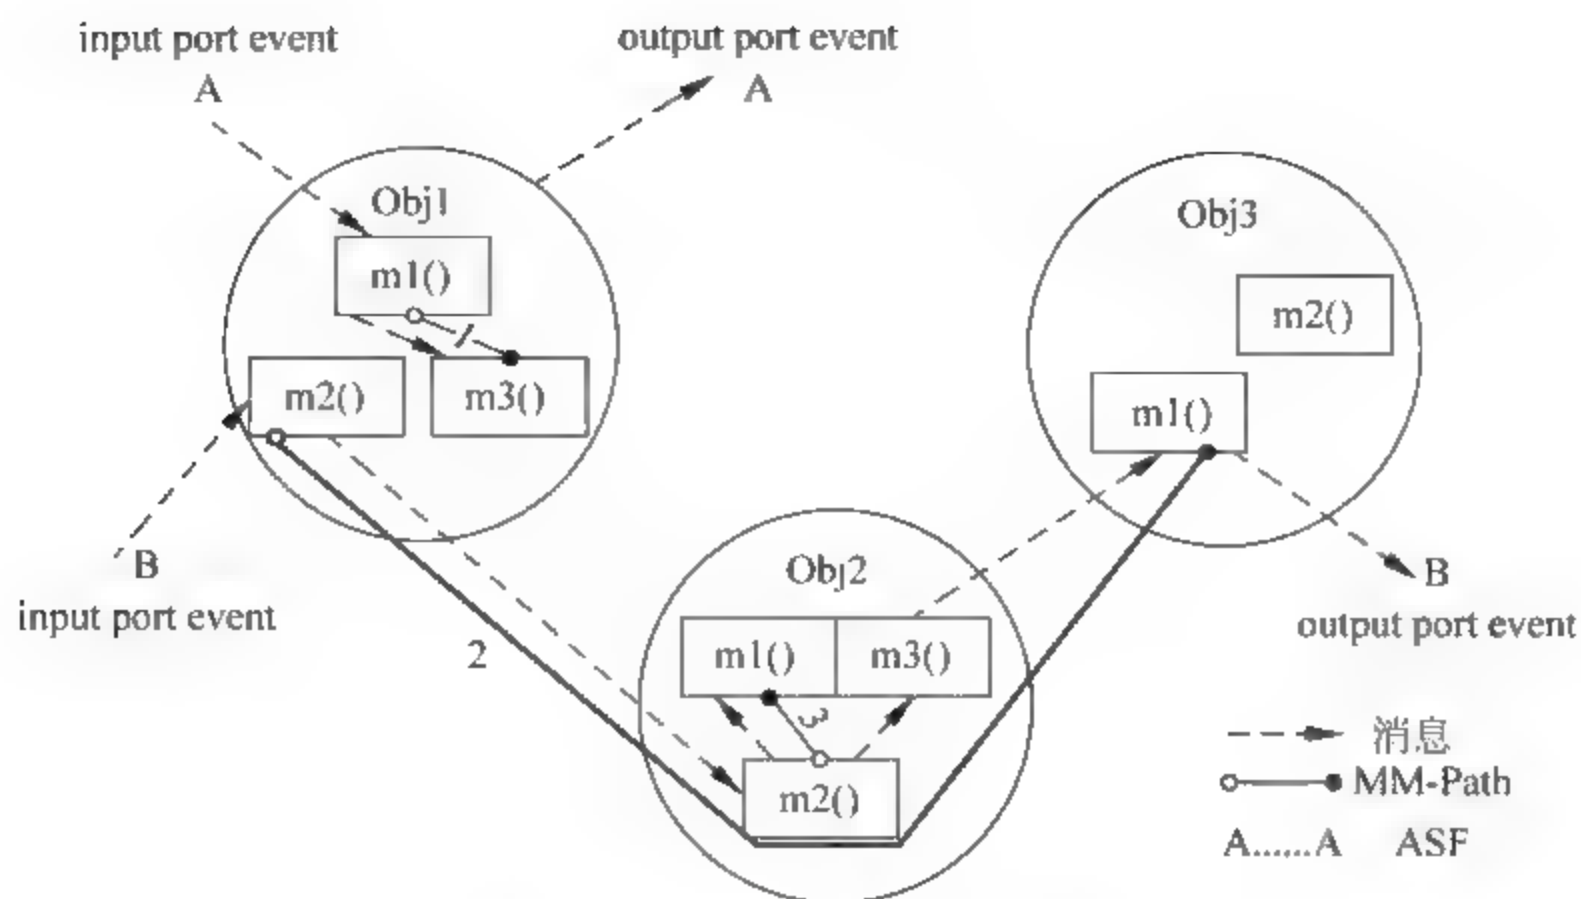 input port event
A
output port event
A
Obj1
m1()
1
m2()
m3()
B
input port event
2
Obj2
m1()
m3()
3
m2()
Obj3
m2()
m1()
B
output port event
消息
MM-Path
A......A ASF